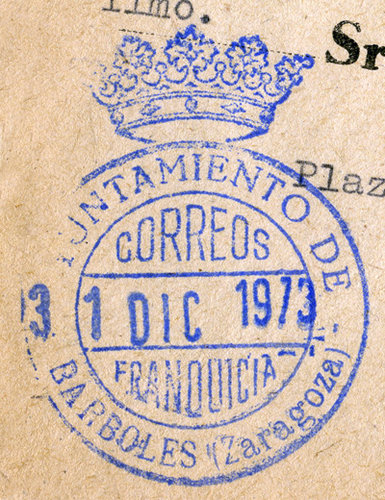 Ilmo.
Sr
Plaz
AYUNTAMIENTO DE
CORREOS
31 DIC 1973
FRANQUICIA
BARBOLES (Zaragoza)